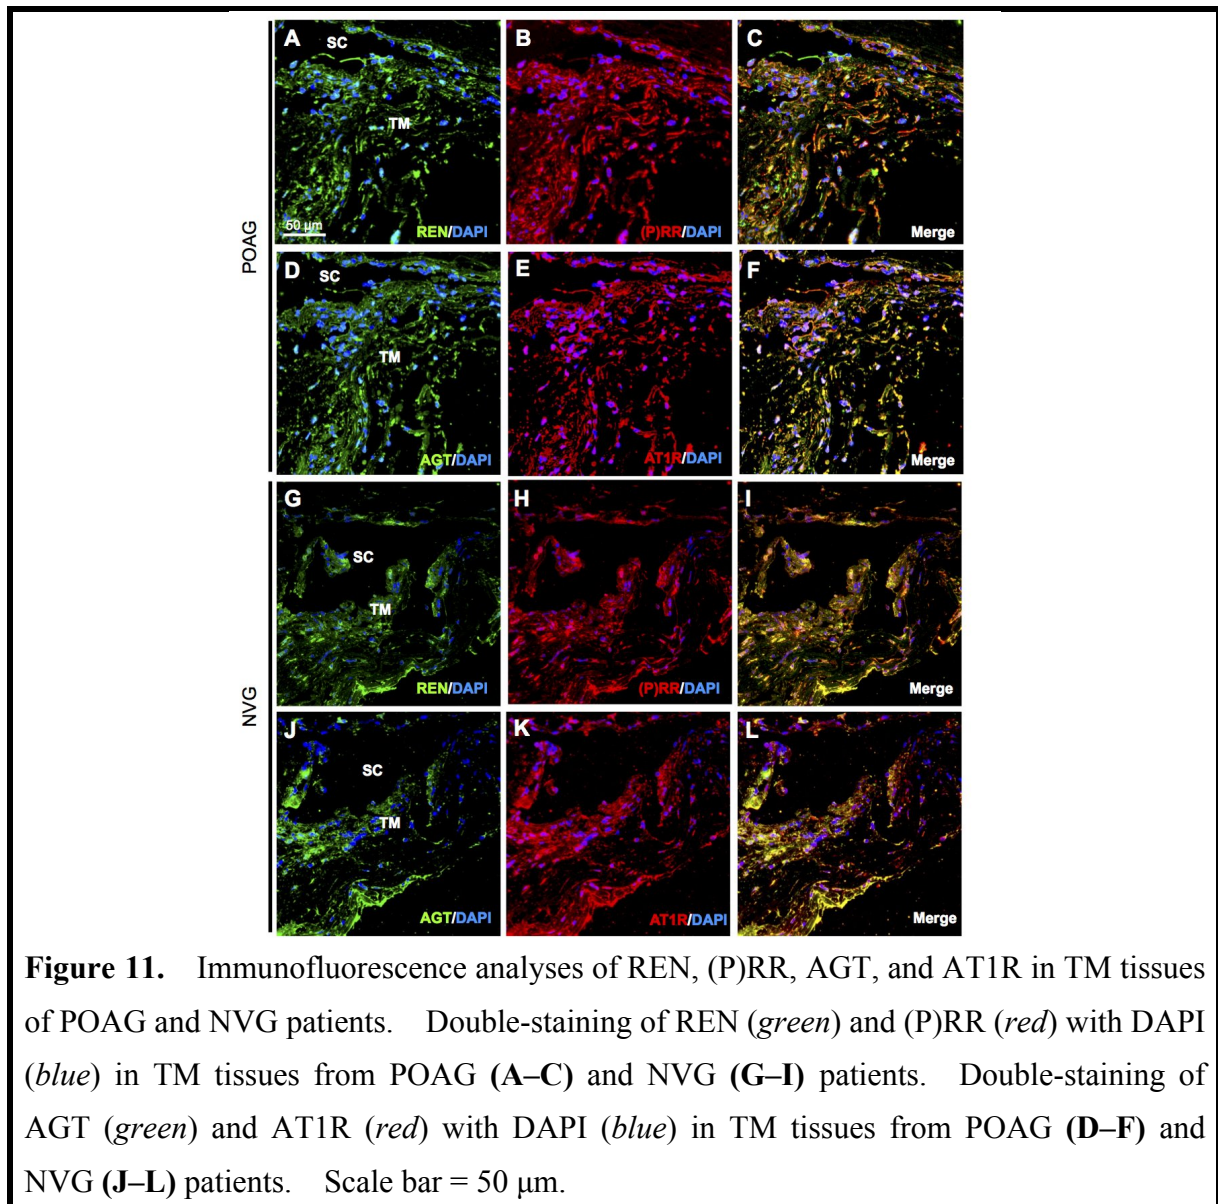 POAG
A
SC
TM
50 μm
REN/DAPI
B
(P)RR/DAPI
C
Merge
D
SC
TM
AGT/DAPI
E
AT1R/DAPI
F
Merge
NVG
G
SC
TM
REN/DAPI
H
(P)RR/DAPI
I
Merge
J
SC
TM
AGT/DAPI
K
AT1R/DAPI
L
Merge
Figure 11. Immunofluorescence analyses of REN, (P)RR, AGT, and AT1R in TM tissues
of POAG and NVG patients. Double-staining of REN (green) and (P)RR (red) with DAPI
(blue) in TM tissues from POAG (A–C) and NVG (G–I) patients. Double-staining of
AGT (green) and AT1R (red) with DAPI (blue) in TM tissues from POAG (D–F) and
NVG (J–L) patients. Scale bar = 50 μm.